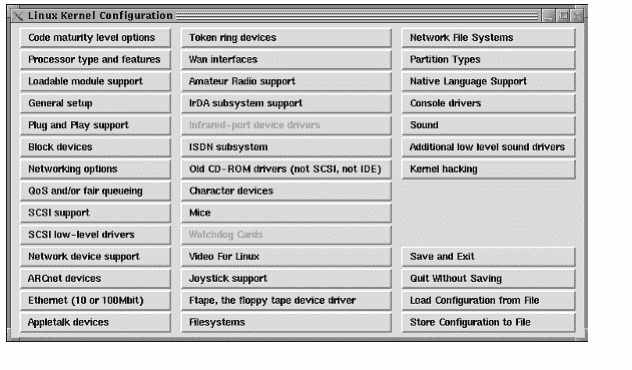 Linux Kernel Configuration
Code maturity level options
Processor type and features
Loadable module support
General setup
Plug and Play support
Block devices
Networking options
QoS and/or fair queueing
SCSI support
SCSI low-level drivers
Network device support
ARCnet devices
Ethernet (10 or 100Mbit)
Appletalk devices
Token ring devices
Wan interfaces
Amateur Radio support
IrDA subsystem support
Infrared-port device drivers
ISDN subsystem
Old CD-ROM drivers (not SCSI, not IDE)
Character devices
Mice
Watchdog Cards
Video For Linux
Joystick support
Ftape, the floppy tape device driver
Filesystems
Network File Systems
Partition Types
Native Language Support
Console drivers
Sound
Additional low level sound drivers
Kernel hacking
Save and Exit
Quit Without Saving
Load Configuration from File
Store Configuration to File